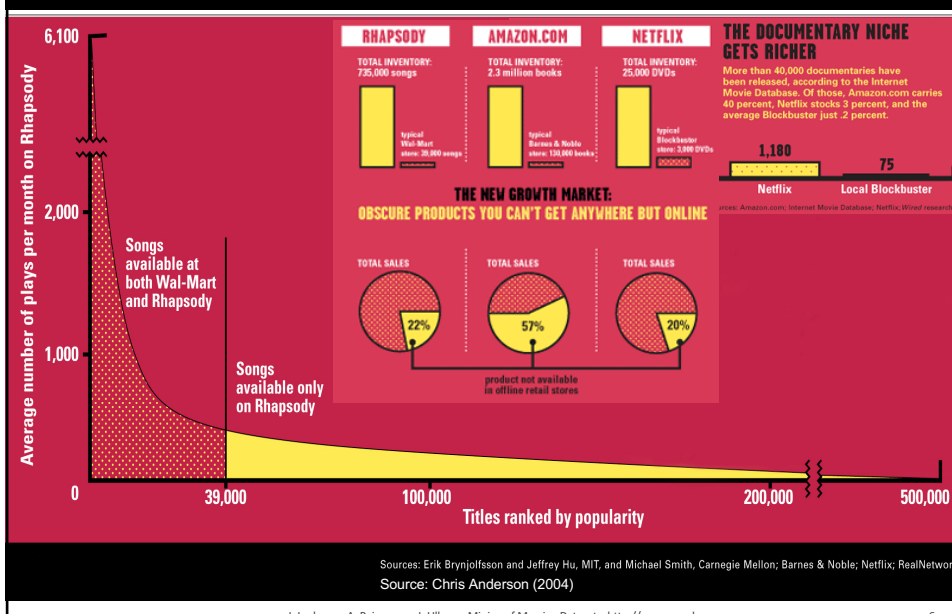 6,100
2,000
1,000
0
Average number of plays per month on Rhapsody
Songs
available at
both Wal-Mart
and Rhapsody
Songs
available only
on Rhapsody
39,000
100,000
200,000
500,000
Titles ranked by popularity
RHAPSODY
TOTAL INVENTORY:
735,000 songs
typical
Wal-Mart
store: 39,000 songs
AMAZON.COM
TOTAL INVENTORY:
2.3 million books
typical
Barnes & Noble
store: 130,000 books
NETFLIX
TOTAL INVENTORY:
25,000 DVDs
typical
Blockbuster
store: 3,000 DVDs
THE NEW GROWTH MARKET:
OBSCURE PRODUCTS YOU CAN'T GET ANYWHERE BUT ONLINE
TOTAL SALES
22%
TOTAL SALES
57%
TOTAL SALES
20%
product not available
in offline retail stores
THE DOCUMENTARY NICHE
GETS RICHER
More than 40,000 documentaries have
been released, according to the Internet
Movie Database. Of those, Amazon.com carries
40 percent, Netflix stocks 3 percent, and the
average Blockbuster just .2 percent.
1,180
Netflix
75
Local Blockbuster
Amazon.com; Internet Movie Database; Netflix; Wired research
Sources: Erik Brynjolfsson and Jeffrey Hu, MIT, and Michael Smith, Carnegie Mellon; Barnes & Noble; Netflix; RealNetwor
Source: Chris Anderson (2004)